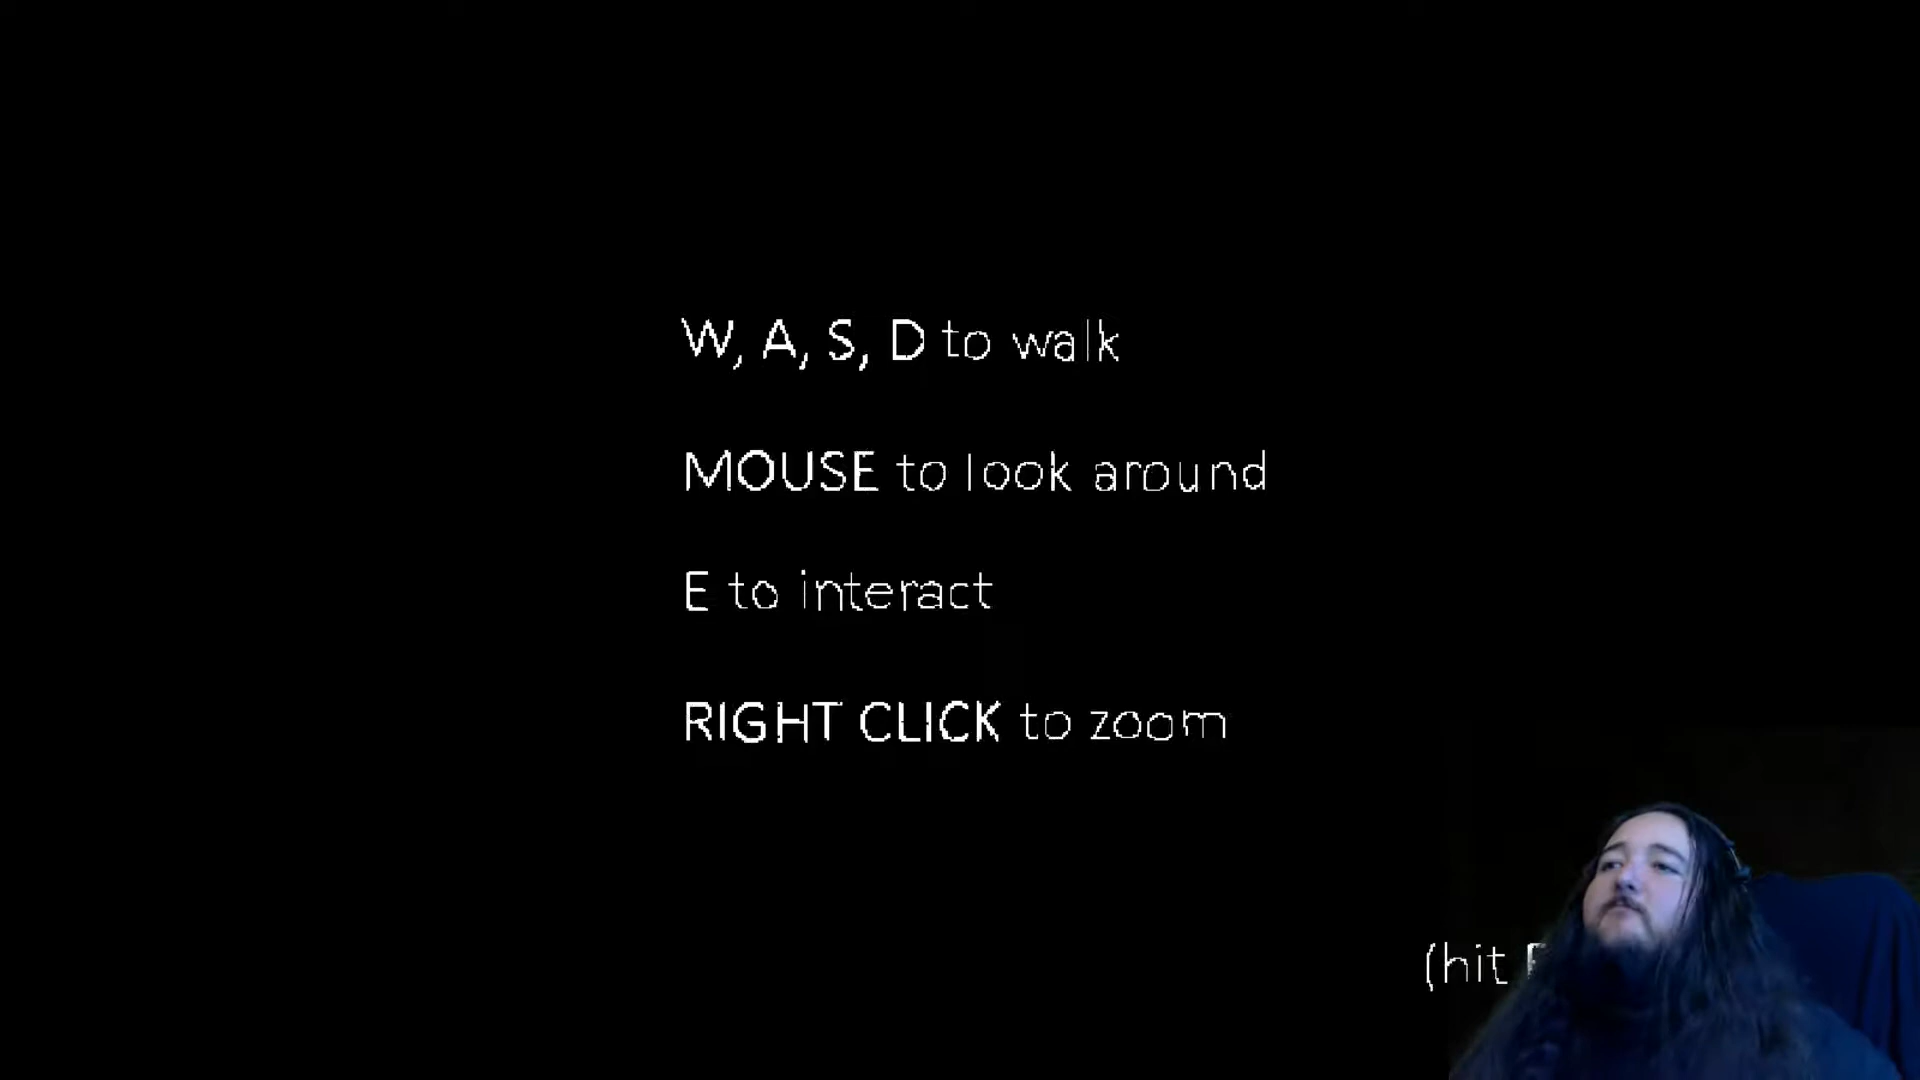 W, A, S, D to walk
MOUSE to look around
E to interact
RIGHT CLICK to zoom
(hit